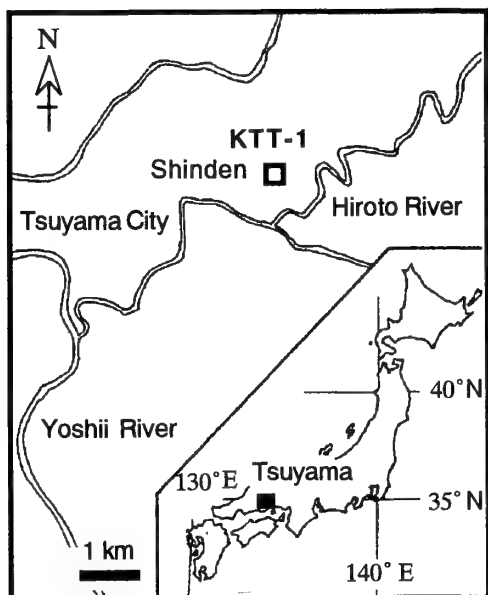 N
KTT-1
Shinden
Hiroto River
Tsuyama City
40°N
Yoshii River
130°E
Tsuyama
35°N
1 km
140°E